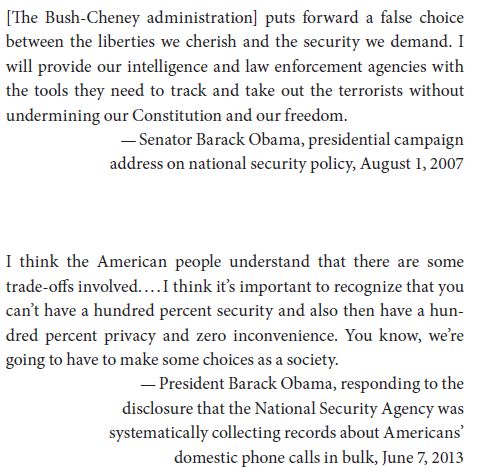 [The Bush-Cheney administration] puts forward a false choice
between the liberties we cherish and the security we demand. I
will provide our intelligence and law enforcement agencies with
the tools they need to track and take out the terrorists without
undermining our Constitution and our freedom.
— Senator Barack Obama, presidential campaign
address on national security policy, August 1, 2007
I think the American people understand that there are some
trade-offs involved. . . . I think it’s important to recognize that you
can’t have a hundred percent security and also then have a hun-
dred percent privacy and zero inconvenience. You know, we’re
going to have to make some choices as a society.
— President Barack Obama, responding to the
disclosure that the National Security Agency was
systematically collecting records about Americans’
domestic phone calls in bulk, June 7, 2013